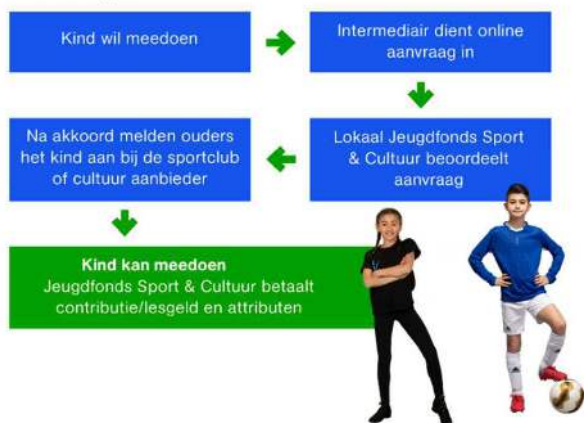 Kind wil meedoen
Intermediair dient online
aanvraag in
Lokaal Jeugdfonds Sport
& Cultuur beoordeelt
aanvraag
Na akkoord melden ouders
het kind aan bij de sportclub
of cultuur aanbieder
Kind kan meedoen
Jeugdfonds Sport & Cultuur betaalt
contributie/lesgeld en attributen